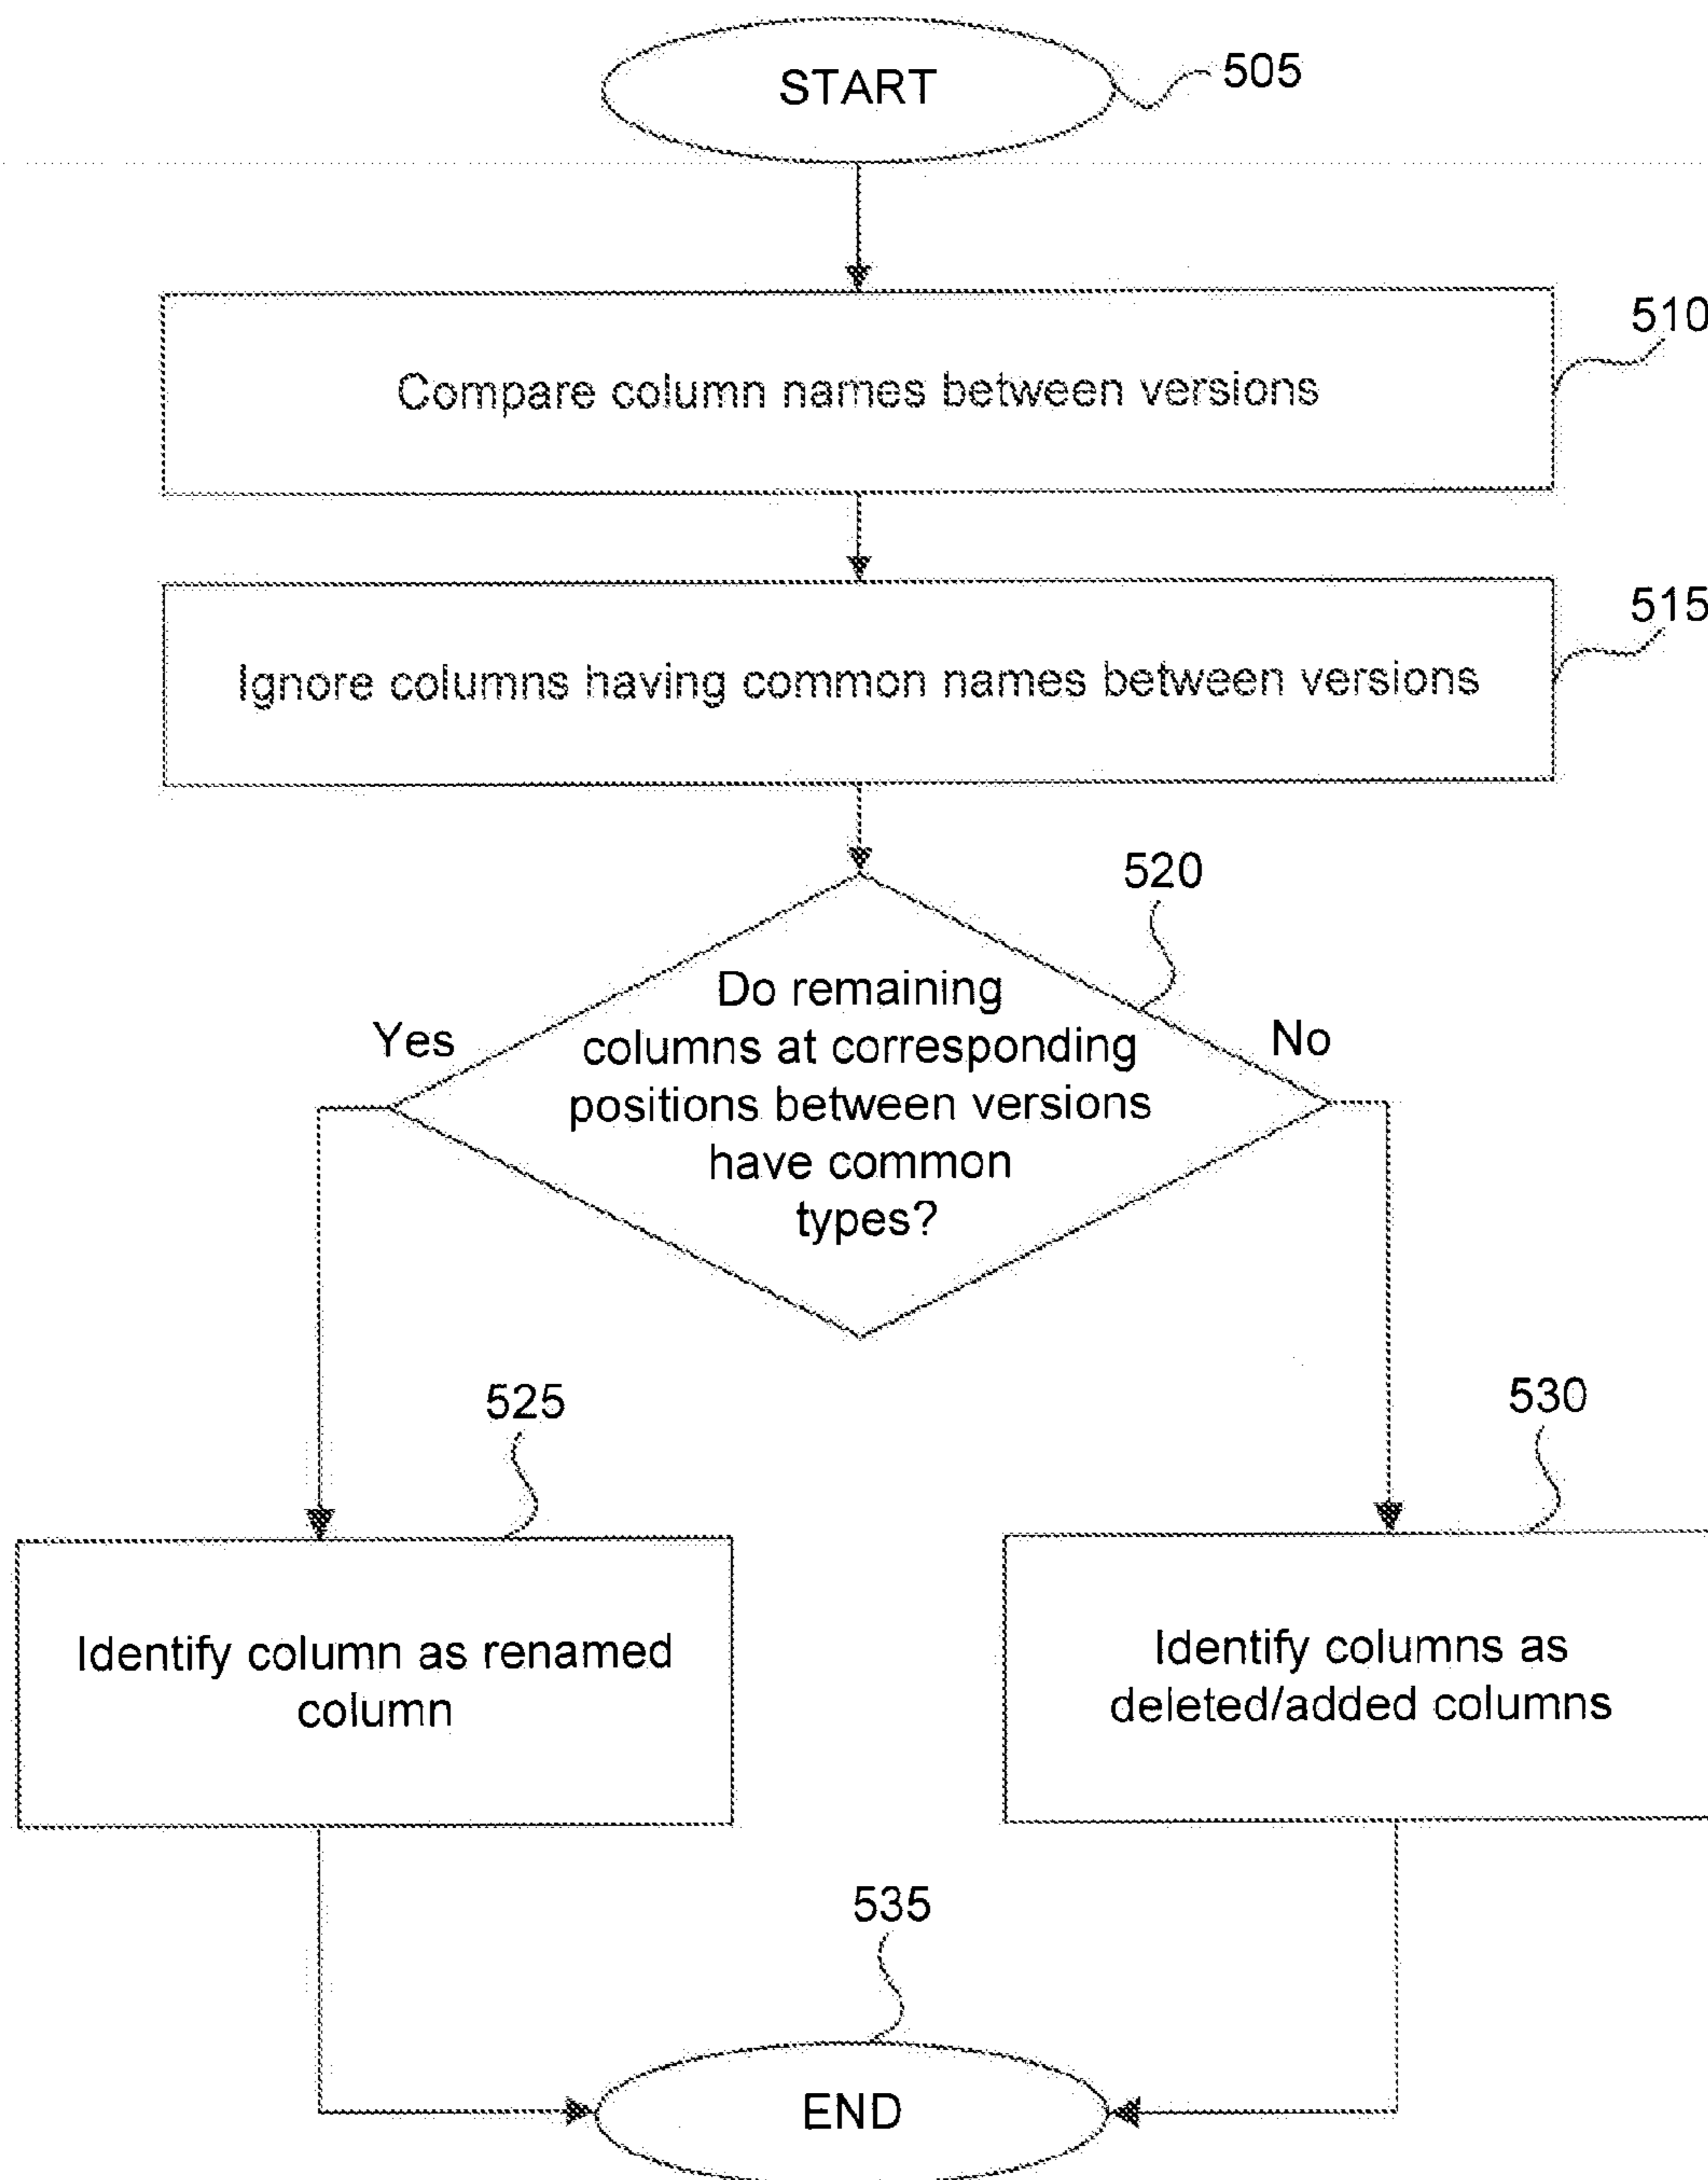 START
505
510
Compare column names between versions
515
Ignore columns having common names between versions
520
Do remaining
columns at corresponding
positions between versions
have common
types?
Yes
No
525
530
Identify column as renamed
column
Identify columns as
deleted/added columns
535
END